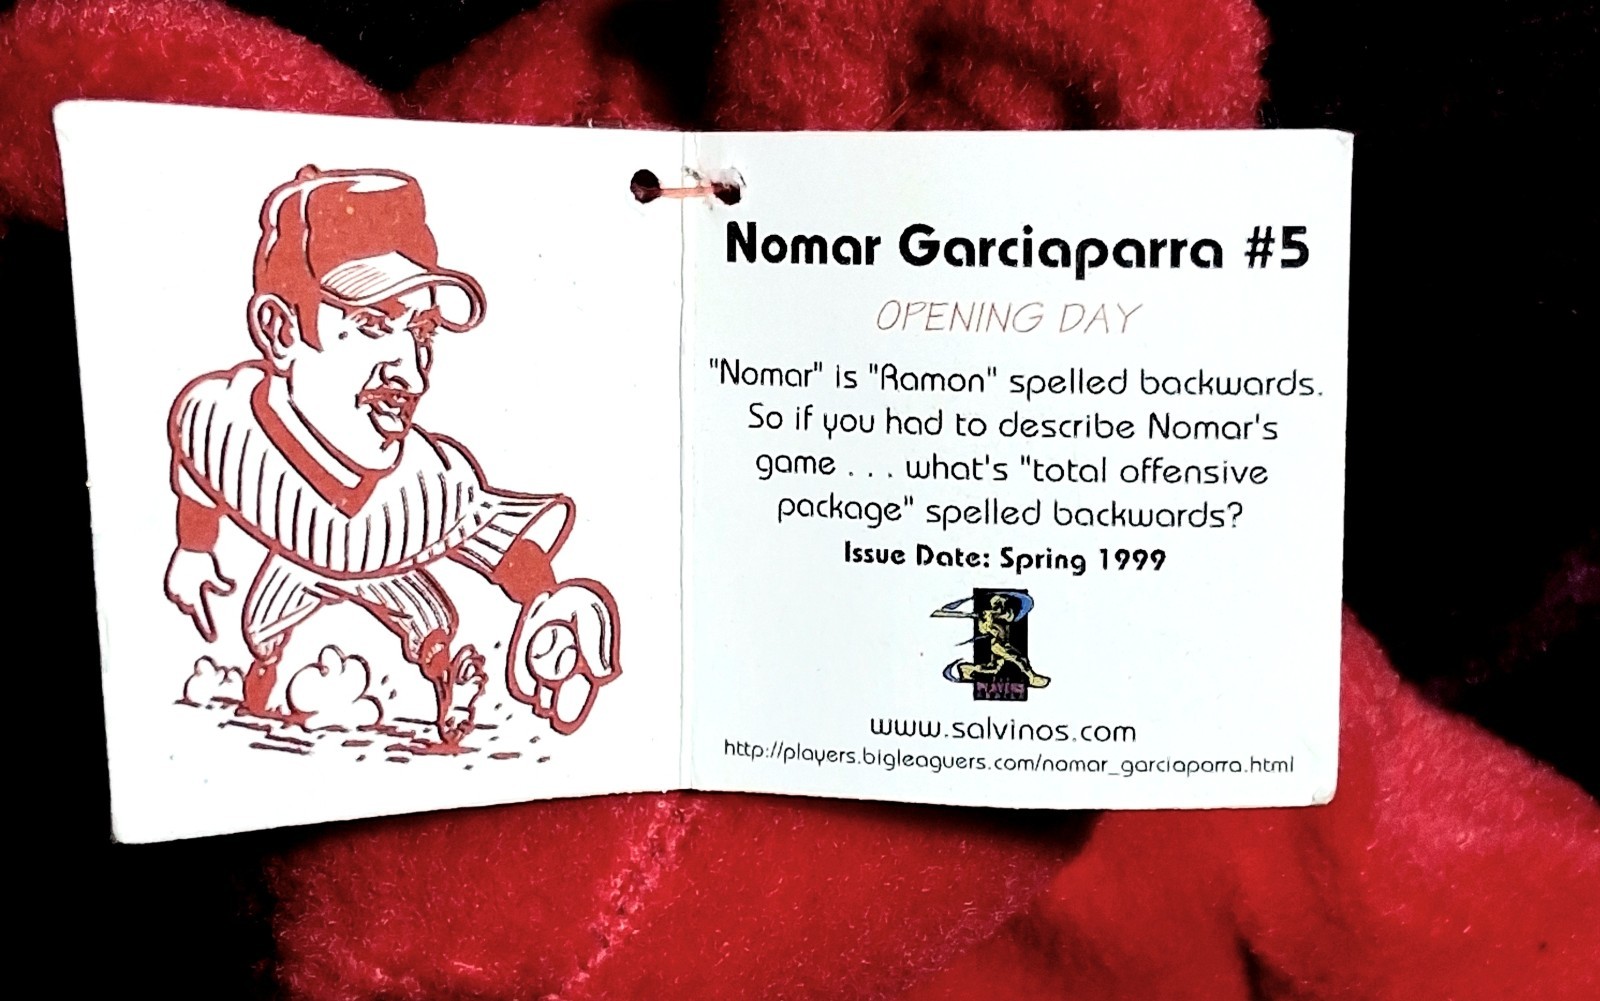 Nomar Garciaparra #5
OPENING DAY
"Nomar" is "Ramon" spelled backwards.
So if you had to describe Nomar's
game . . . what's "total offensive
package" spelled backwards?
Issue Date: Spring 1999
PLAYERS
www.salvinos.com
http://players.bigleaguers.com/nomar_garciaparra.html